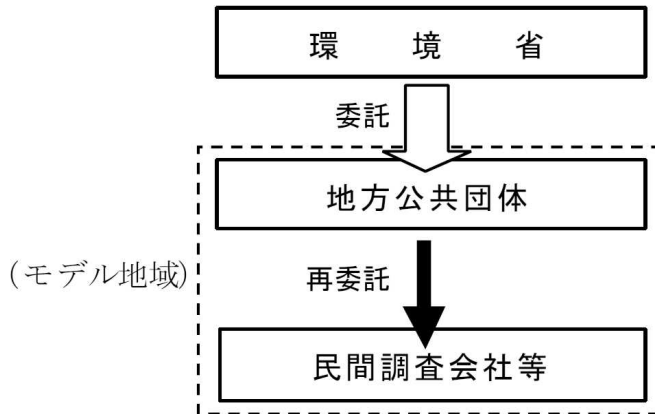 環境省
委託
地方公共団体
(モデル地域)
再委託
民間調査会社等